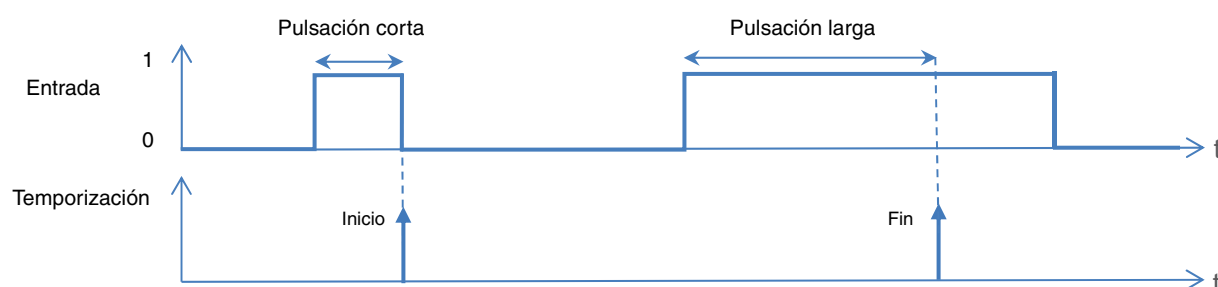 Pulsación corta
Pulsación larga
1
Entrada
0
t
Temporización
Inicio
Fin
t